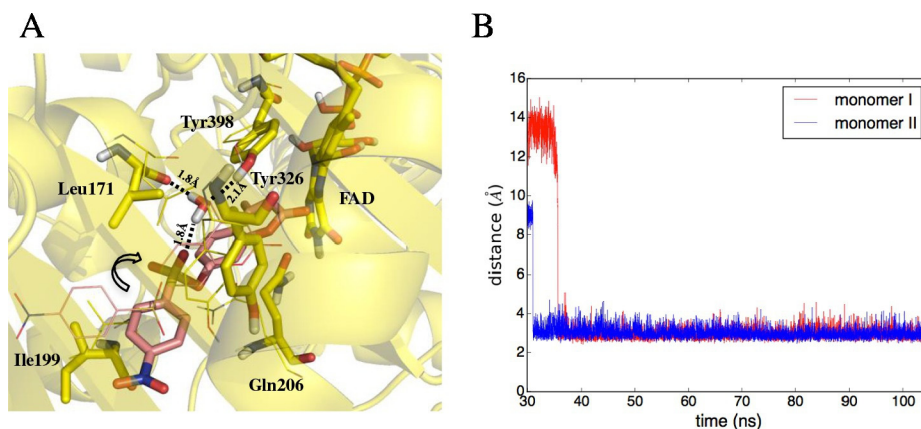 A
Tyr398
Leu171
1.8Å
Tyr326
2.1Å
FAD
1.8Å
Ile199
Gln206
B
16
14
12
10
8
6
4
2
0
distance (Å)
monomer I
monomer II
30 40 50 60 70 80 90 100
time (ns)